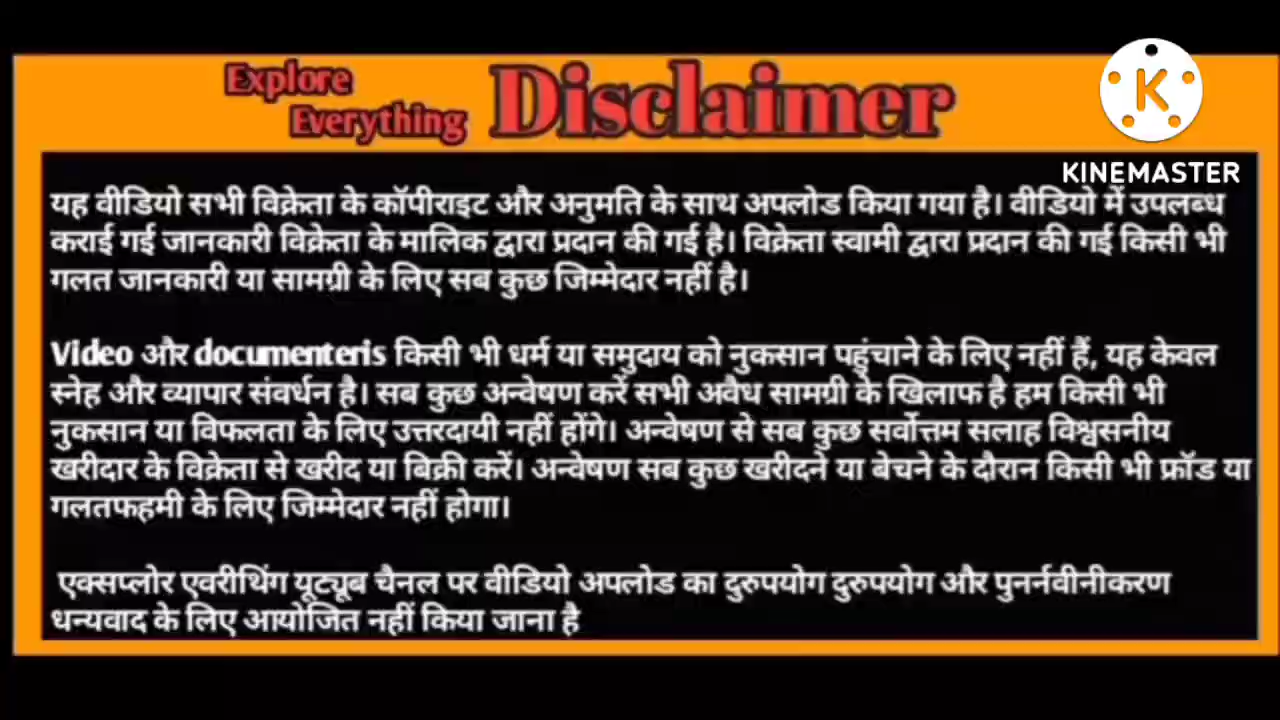 Explore
Everything
Disclaimer
KINEMASTER
यह वीडियो सभी विक्रेता के कॉपीराइट और अनुमति के साथ अपलोड किया गया है। वीडियो में उपलब्ध
कराई गई जानकारी विक्रेता के मालिक द्वारा प्रदान की गई है। विक्रेता स्वामी द्वारा प्रदान की गई किसी भी
गलत जानकारी या सामग्री के लिए सब कुछ जिम्मेदार नहीं है।
Video और documenteris किसी भी धर्म या समुदाय को नुकसान पहुंचाने के लिए नहीं हैं, यह केवल
स्नेह और व्यापार संवर्धन है। सब कुछ अन्वेषण करें सभी अवैध सामग्री के खिलाफ है हम किसी भी
नुकसान या विफलता के लिए उत्तरदायी नहीं होंगे। अन्वेषण से सब कुछ सर्वोत्तम सलाह विश्वसनीय
खरीदार के विक्रेता से खरीद या बिक्री करें। अन्वेषण सब कुछ खरीदने या बेचने के दौरान किसी भी फ्रॉड या
गलतफहमी के लिए जिम्मेदार नहीं होगा।
एक्सप्लोर एवरीथिंग यूट्यूब चैनल पर वीडियो अपलोड का दुरुपयोग दुरुपयोग और पुनर्नवीनीकरण
धन्यवाद के लिए आयोजित नहीं किया जाना है